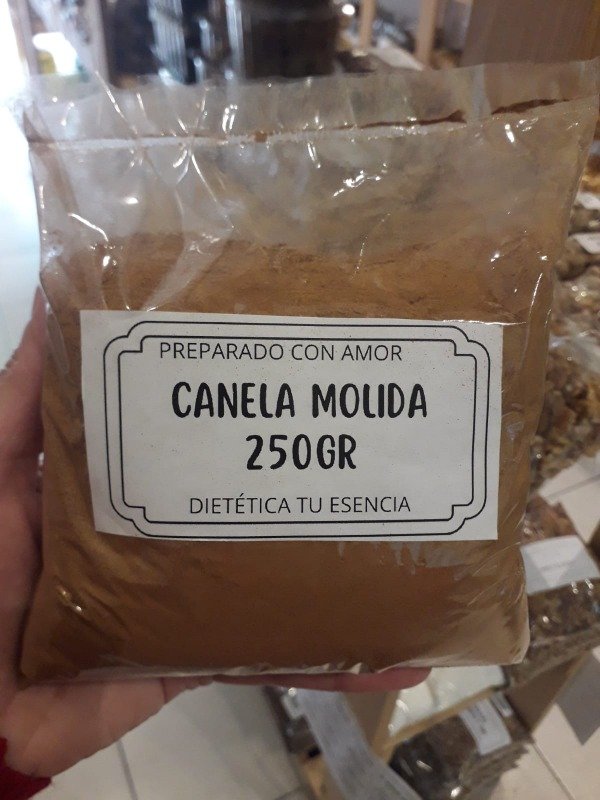 PREPARADO CON AMOR
CANELA MOLIDA
250GR
DIETÉTICA TU ESENCIA